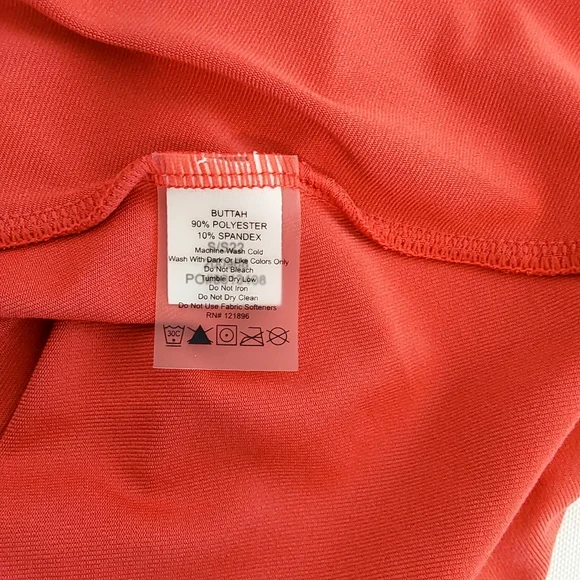 BUTTAH
90% POLYESTER
10% SPANDEX
S/S22
Machine Wash Cold
Wash With Dark Or Like Colors Only
Do Not Bleach
Tumble Dry Low
Do Not Iron
Do Not Dry Clean
Do Not Use Fabric Softeners
RN# 121896
30C